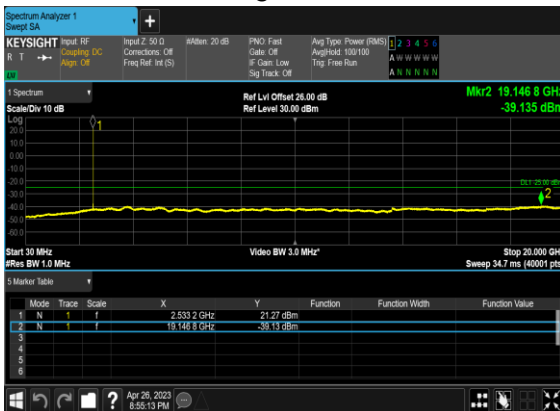 Spectrum Analyzer 1
Swept SA
KEYSIGHT Input: RF Input Z: 50 Ω #Atten: 20 dB PNO: Fast Avg Type: Power (RMS) 1 2 3 4 5 6
R T Coupling: DC Corrections: Off Gate: Off Avg|Hold: 100/100 A W W W W W
Align: Off Freq Ref: Int (S) IF Gain: Low Trig: Free Run
LV Sig Track: Off A N N N N N
1 Spectrum Ref Lvl Offset 26.00 dB Mkr2 19.146 8 GHz
Scale/Div 10 dB Ref Level 30.00 dBm -39.135 dBm
Log
20.0
10.0
0.00
-10.0
-20.0
-30.0
-40.0
-50.0
-60.0
1
DL1 -25.00 dBm
2
Start 30 MHz Video BW 3.0 MHz* Stop 20.000 GHz
#Res BW 1.0 MHz Sweep 34.7 ms (40001 pts)
5 Marker Table
Mode Trace Scale X Y Function Function Width Function Value
1 N 1 f 2.533 2 GHz 21.27 dBm
2 N 1 f 19.146 8 GHz -39.13 dBm
3
4
5
6
? Apr 26, 2023
8:55:13 PM